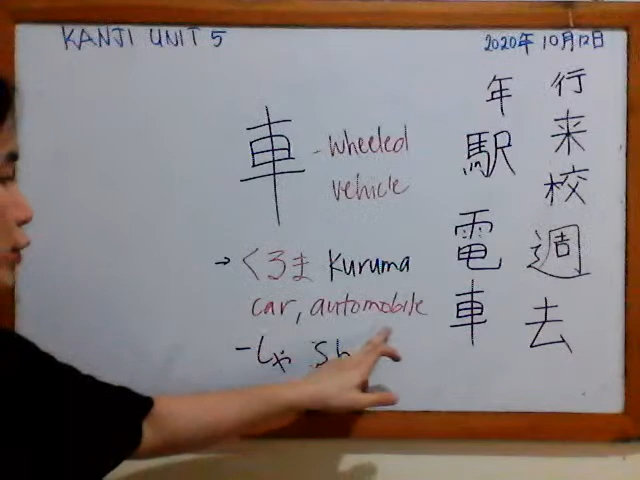 KANJI UNIT 5
2020年 10月12日
車 - wheeled
vehicle
→ くるま Kuruma
car, automobile
- しゃ Sh
行来校週去
年駅電車